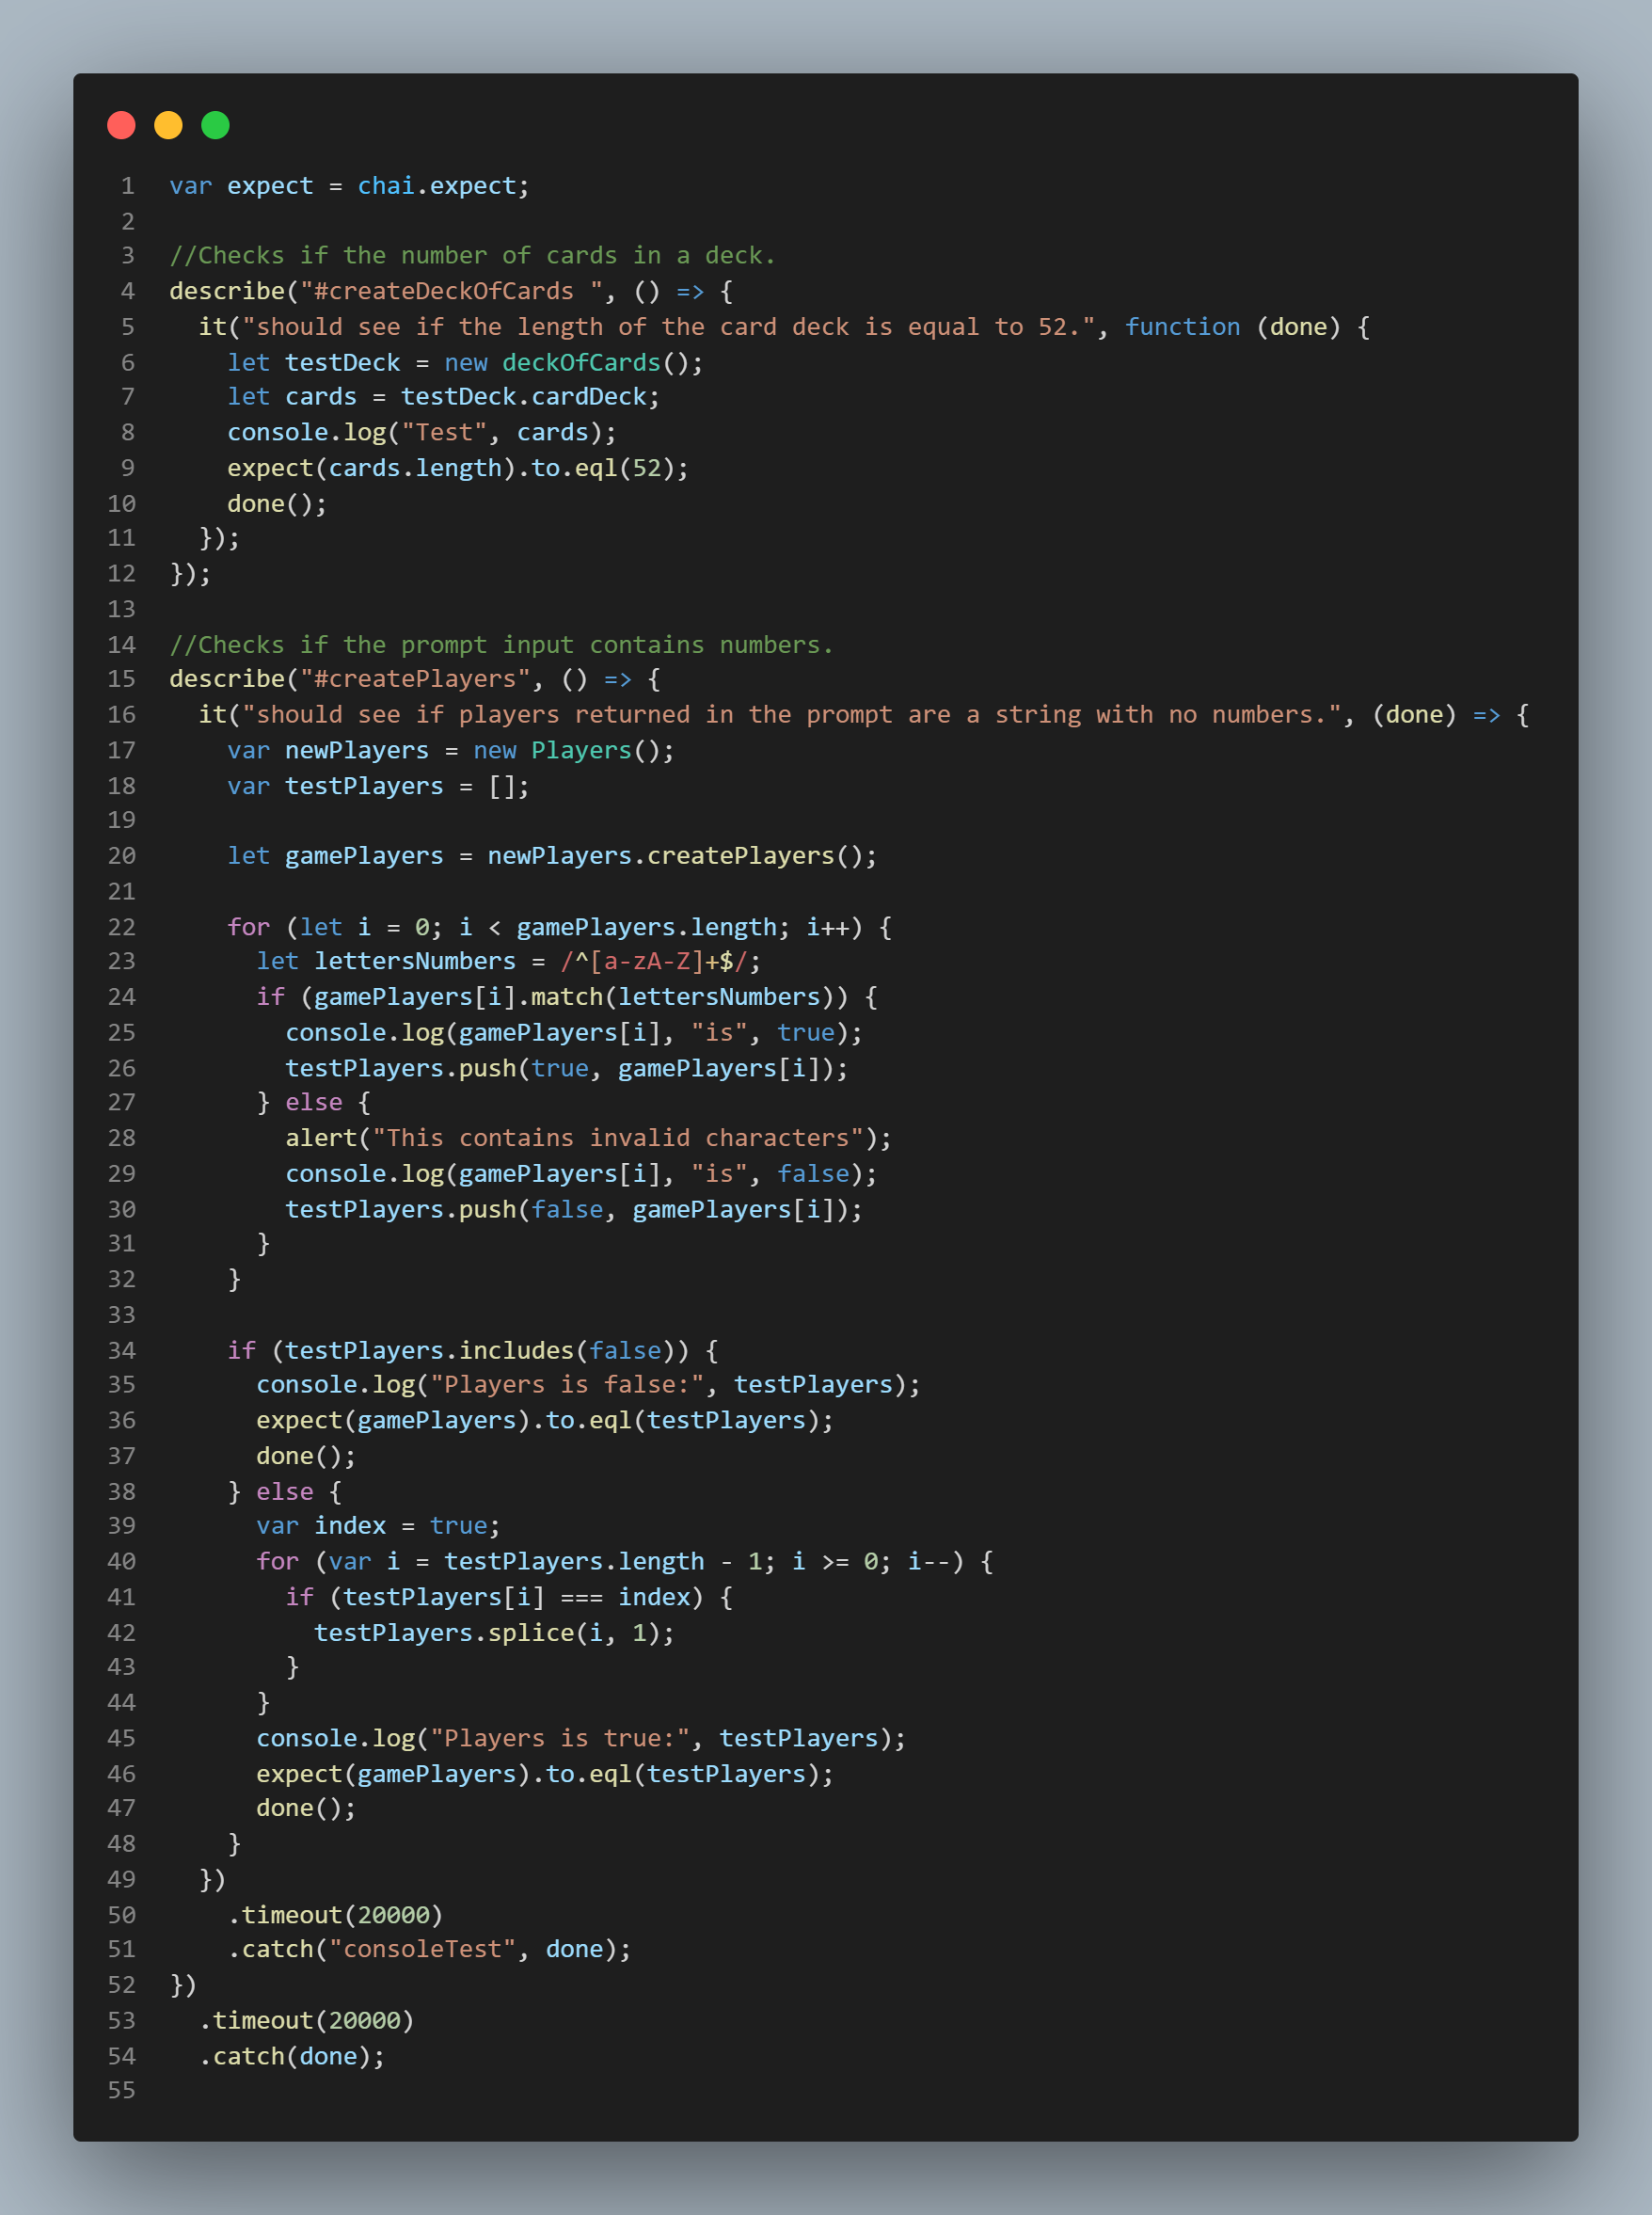 1 var expect = chai.expect;
2
3 //Checks if the number of cards in a deck.
4 describe("#createDeckOfCards ", () => {
5   it("should see if the length of the card deck is equal to 52.", function (done) {
6     let testDeck = new deckOfCards();
7     let cards = testDeck.cardDeck;
8     console.log("Test", cards);
9     expect(cards.length).to.eql(52);
10     done();
11   });
12 });
13
14 //Checks if the prompt input contains numbers.
15 describe("#createPlayers", () => {
16   it("should see if players returned in the prompt are a string with no numbers.", (done) => {
17     var newPlayers = new Players();
18     var testPlayers = [];
19
20     let gamePlayers = newPlayers.createPlayers();
21
22     for (let i = 0; i < gamePlayers.length; i++) {
23       let lettersNumbers = /^[a-zA-Z]+$/;
24       if (gamePlayers[i].match(lettersNumbers)) {
25         console.log(gamePlayers[i], "is", true);
26         testPlayers.push(true, gamePlayers[i]);
27       } else {
28         alert("This contains invalid characters");
29         console.log(gamePlayers[i], "is", false);
30         testPlayers.push(false, gamePlayers[i]);
31       }
32     }
33
34     if (testPlayers.includes(false)) {
35       console.log("Players is false:", testPlayers);
36       expect(gamePlayers).to.eql(testPlayers);
37       done();
38     } else {
39       var index = true;
40       for (var i = testPlayers.length - 1; i >= 0; i--) {
41         if (testPlayers[i] === index) {
42           testPlayers.splice(i, 1);
43         }
44       }
45       console.log("Players is true:", testPlayers);
46       expect(gamePlayers).to.eql(testPlayers);
47       done();
48     }
49   })
50     .timeout(20000)
51     .catch("consoleTest", done);
52 })
53   .timeout(20000)
54   .catch(done);
55